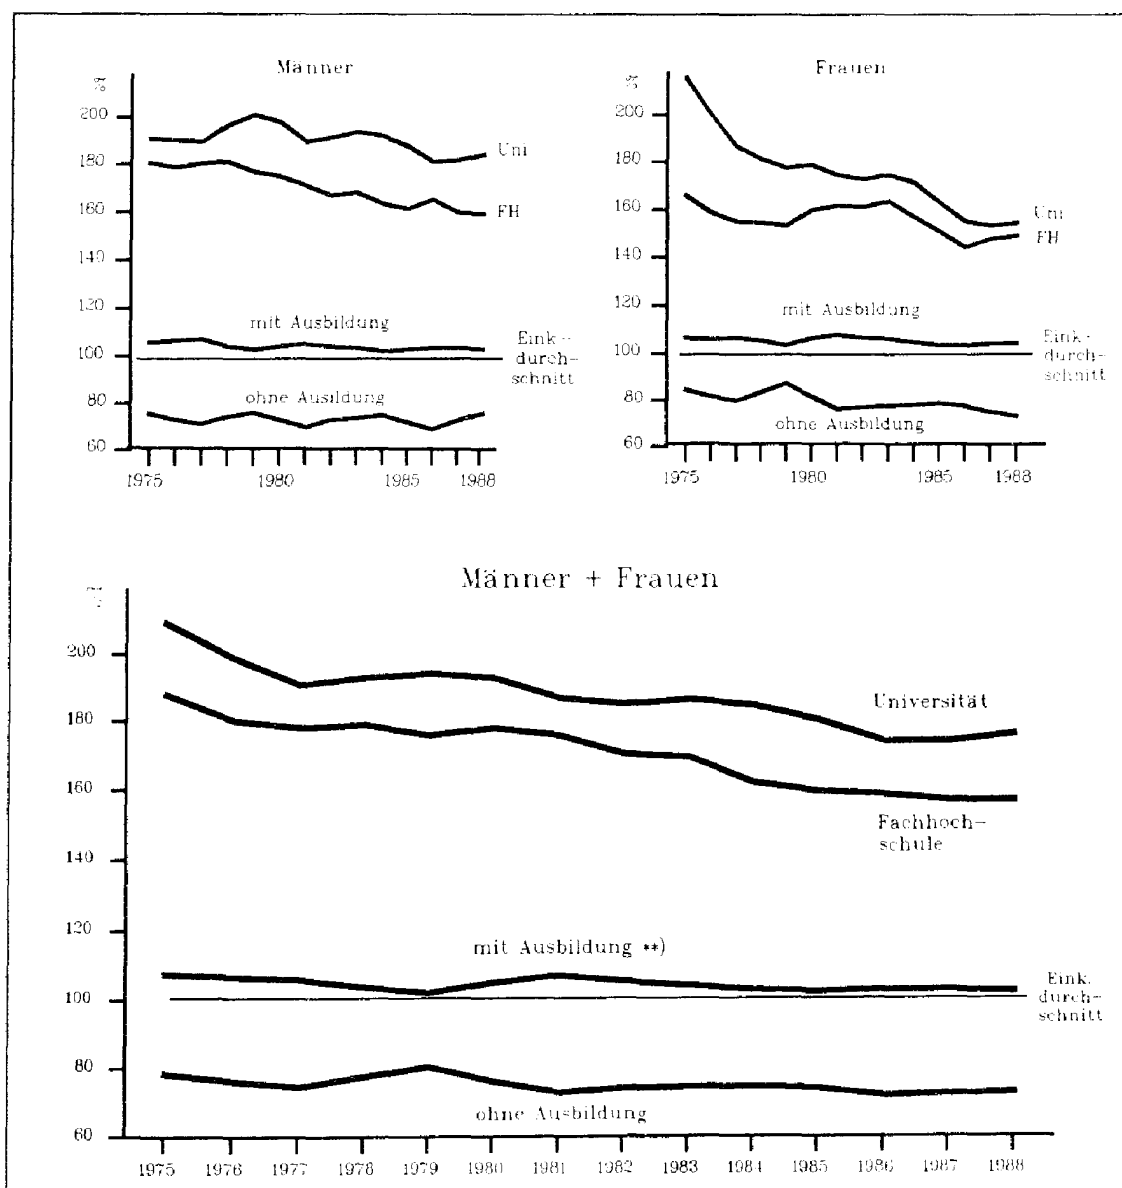 Männer
%
200
180
160
140
120
100
80
60
Uni
FH
mit Ausbildung
Eink.-
durch-
schnitt
ohne Ausildung
1975
1980
1985
1988
Frauen
%
200
180
160
140
120
100
80
60
Uni
FH
mit Ausbildung
Eink.-
durch-
schnitt
ohne Ausbildung
1975
1980
1985
1988
Männer + Frauen
200
180
160
140
120
100
80
60
Universität
Fachhoch-
schule
mit Ausbildung **)
Eink.
durch-
schnitt
ohne Ausbildung
1975 1976 1977 1978 1979 1980 1981 1982 1983 1984 1985 1986 1987 1988